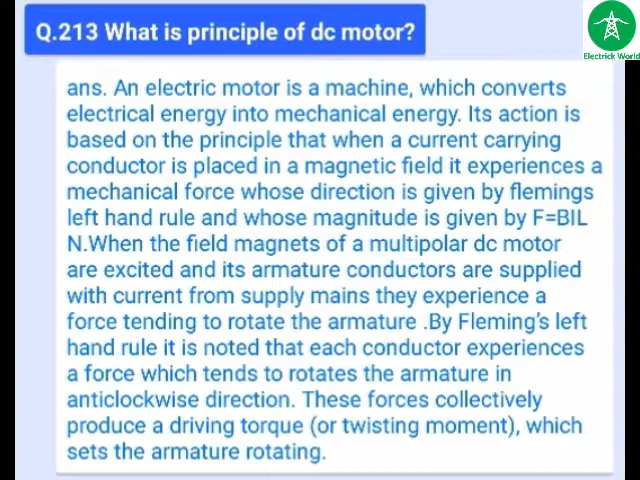 Q.213 What is principle of dc motor?
Electrick World
ans. An electric motor is a machine, which converts
electrical energy into mechanical energy. Its action is
based on the principle that when a current carrying
conductor is placed in a magnetic field it experiences a
mechanical force whose direction is given by flemings
left hand rule and whose magnitude is given by F=BIL
N.When the field magnets of a multipolar dc motor
are excited and its armature conductors are supplied
with current from supply mains they experience a
force tending to rotate the armature .By Fleming's left
hand rule it is noted that each conductor experiences
a force which tends to rotates the armature in
anticlockwise direction. These forces collectively
produce a driving torque (or twisting moment), which
sets the armature rotating.